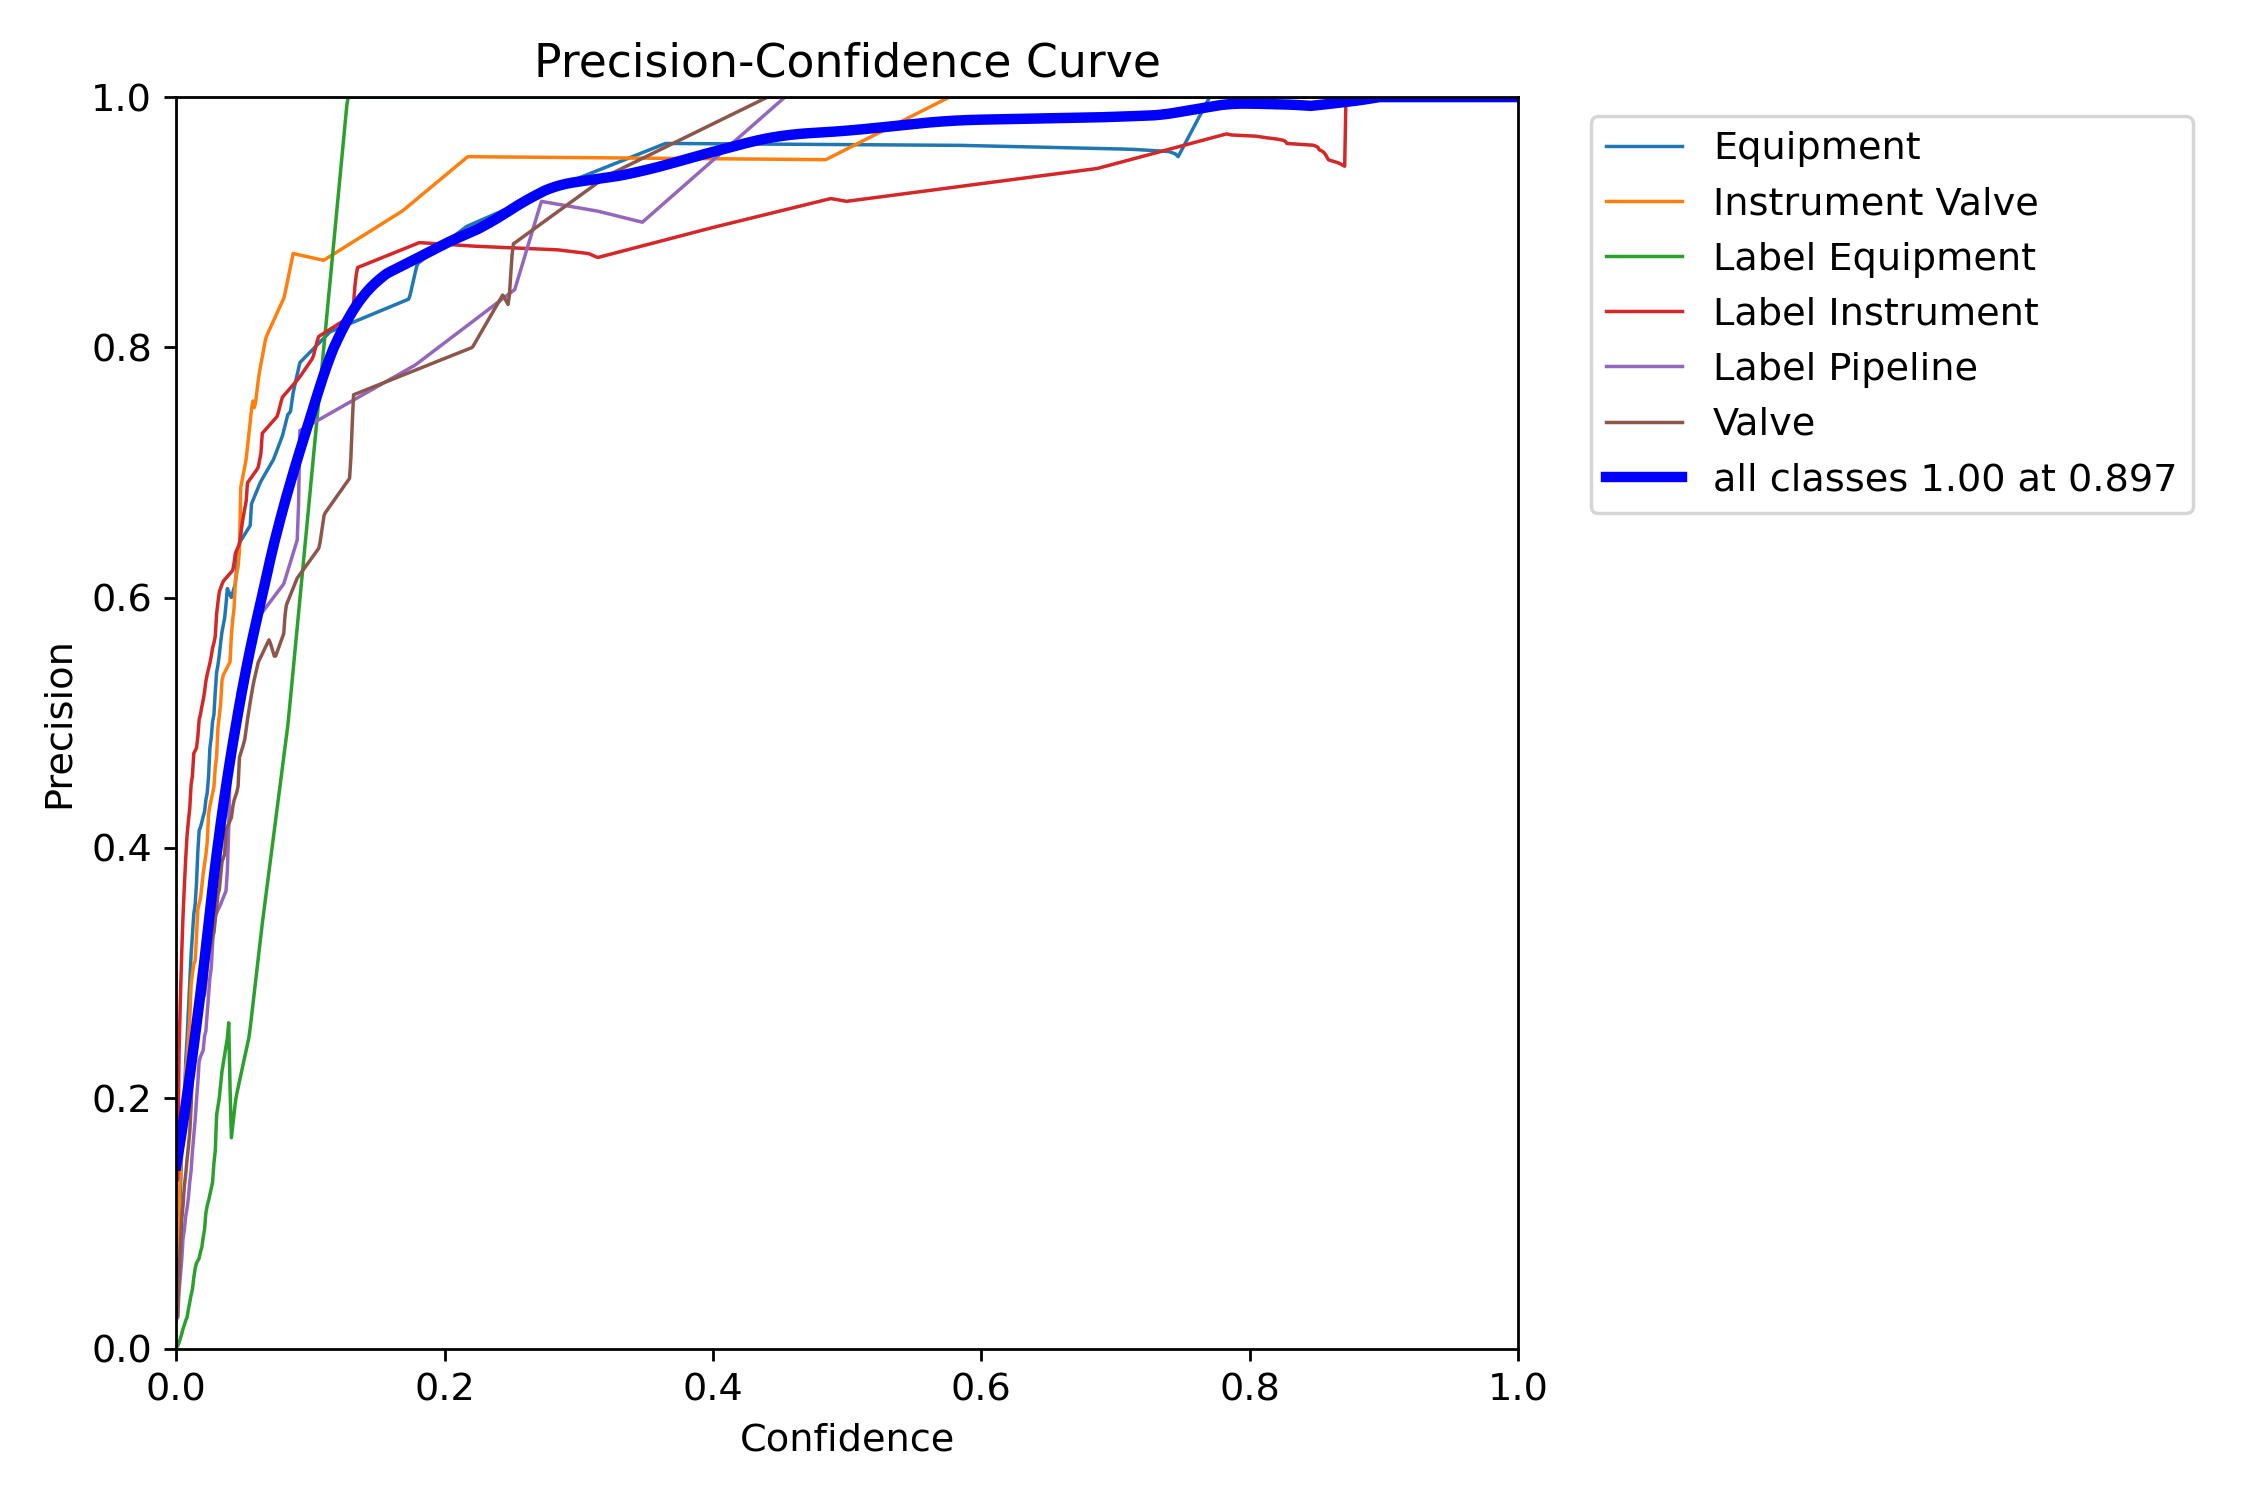 Precision-Confidence Curve
1.0
0.8
0.6
0.4
0.2
0.0
Precision
0.0 0.2 0.4 0.6 0.8 1.0
Confidence
Equipment
Instrument Valve
Label Equipment
Label Instrument
Label Pipeline
Valve
all classes 1.00 at 0.897